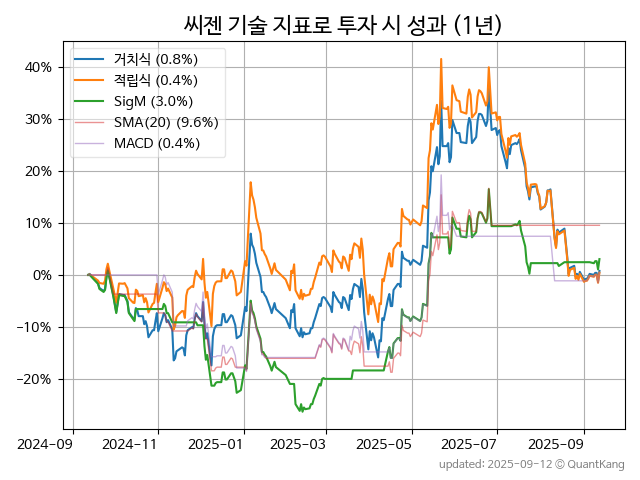 씨젠 기술 지표로 투자 시 성과 (1년)
거치식 (0.8%)
적립식 (0.4%)
SigM (3.0%)
SMA(20) (9.6%)
MACD (0.4%)
40%
30%
20%
10%
0%
−10%
−20%
2024-09
2024-11
2025-01
2025-03
2025-05
2025-07
2025-09
updated: 2025-09-12 ⓒ QuantKang